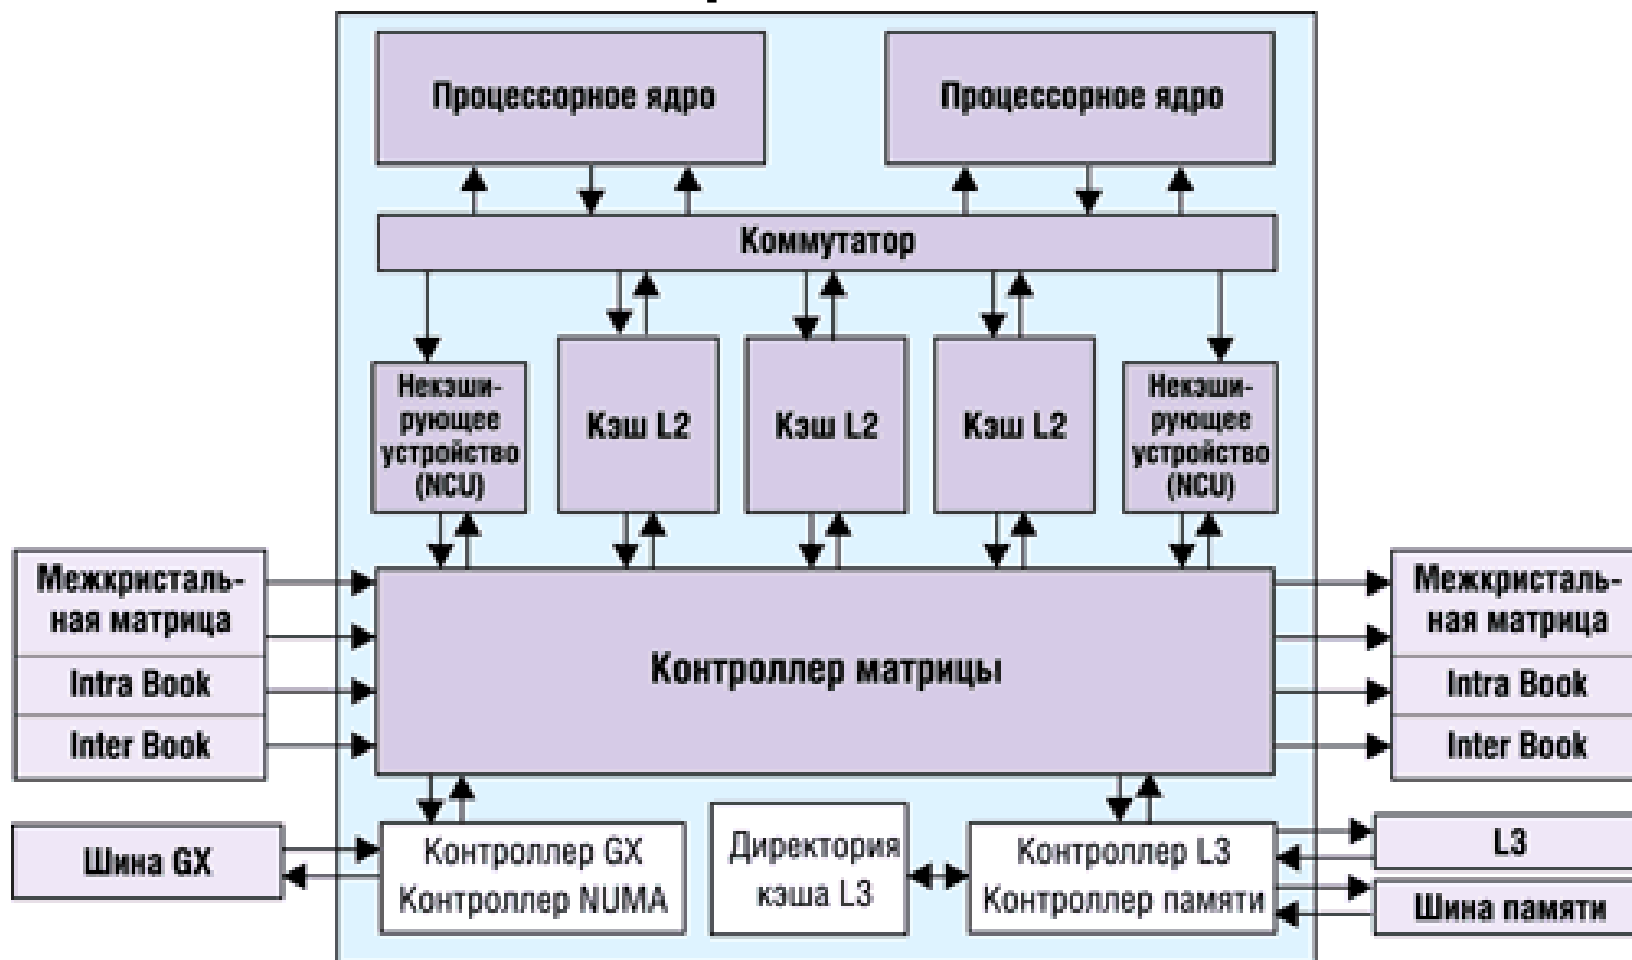 Процессорное ядро
Процессорное ядро
Коммутатор
Некэши-
рующее
устройство
(NCU)
Кэш L2
Кэш L2
Кэш L2
Некэши-
рующее
устройство
(NCU)
Межкристаль-
ная матрица
Intra Book
Inter Book
Контроллер матрицы
Межкристаль-
ная матрица
Intra Book
Inter Book
Шина GX
Контроллер GX
Контроллер NUMA
Директория
кэша L3
Контроллер L3
Контроллер памяти
L3
Шина памяти